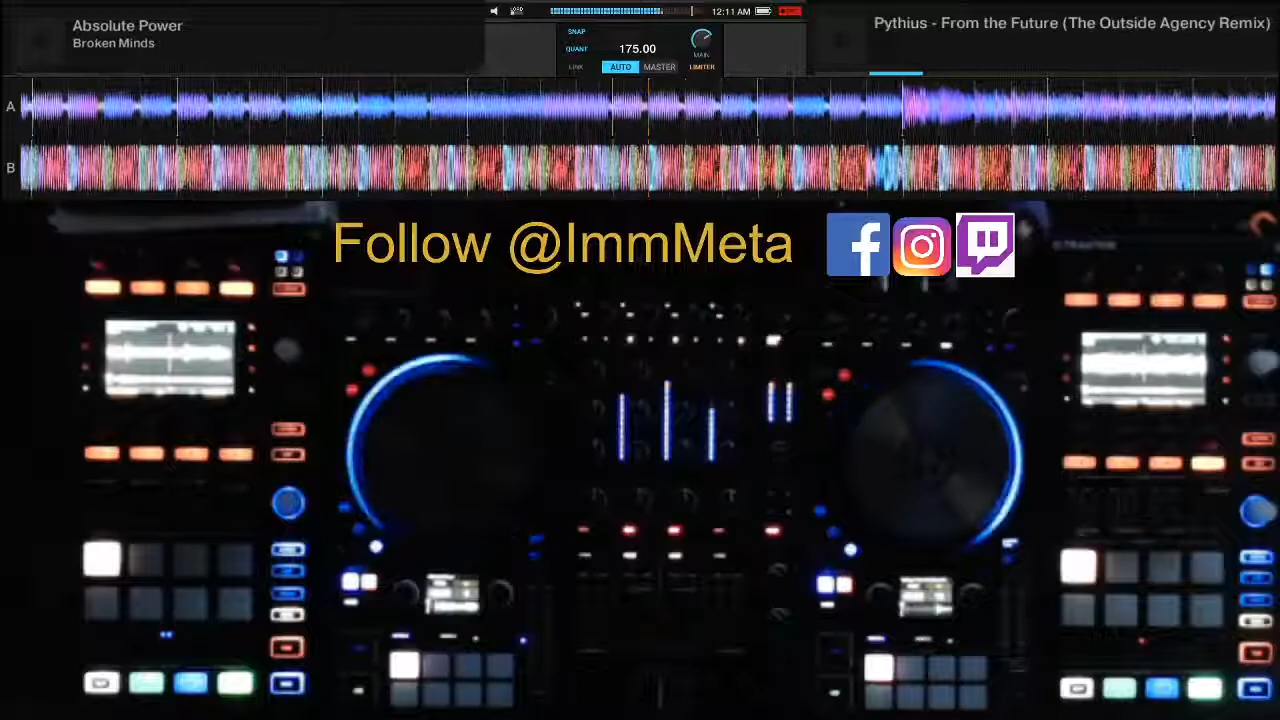 Absolute Power
Broken Minds
12:11 AM
SNAP
QUANT
LINK
175.00
AUTO
MASTER
MAIN
LIMITER
Pythius - From the Future (The Outside Agency Remix)
A
B
Follow @ImmMeta